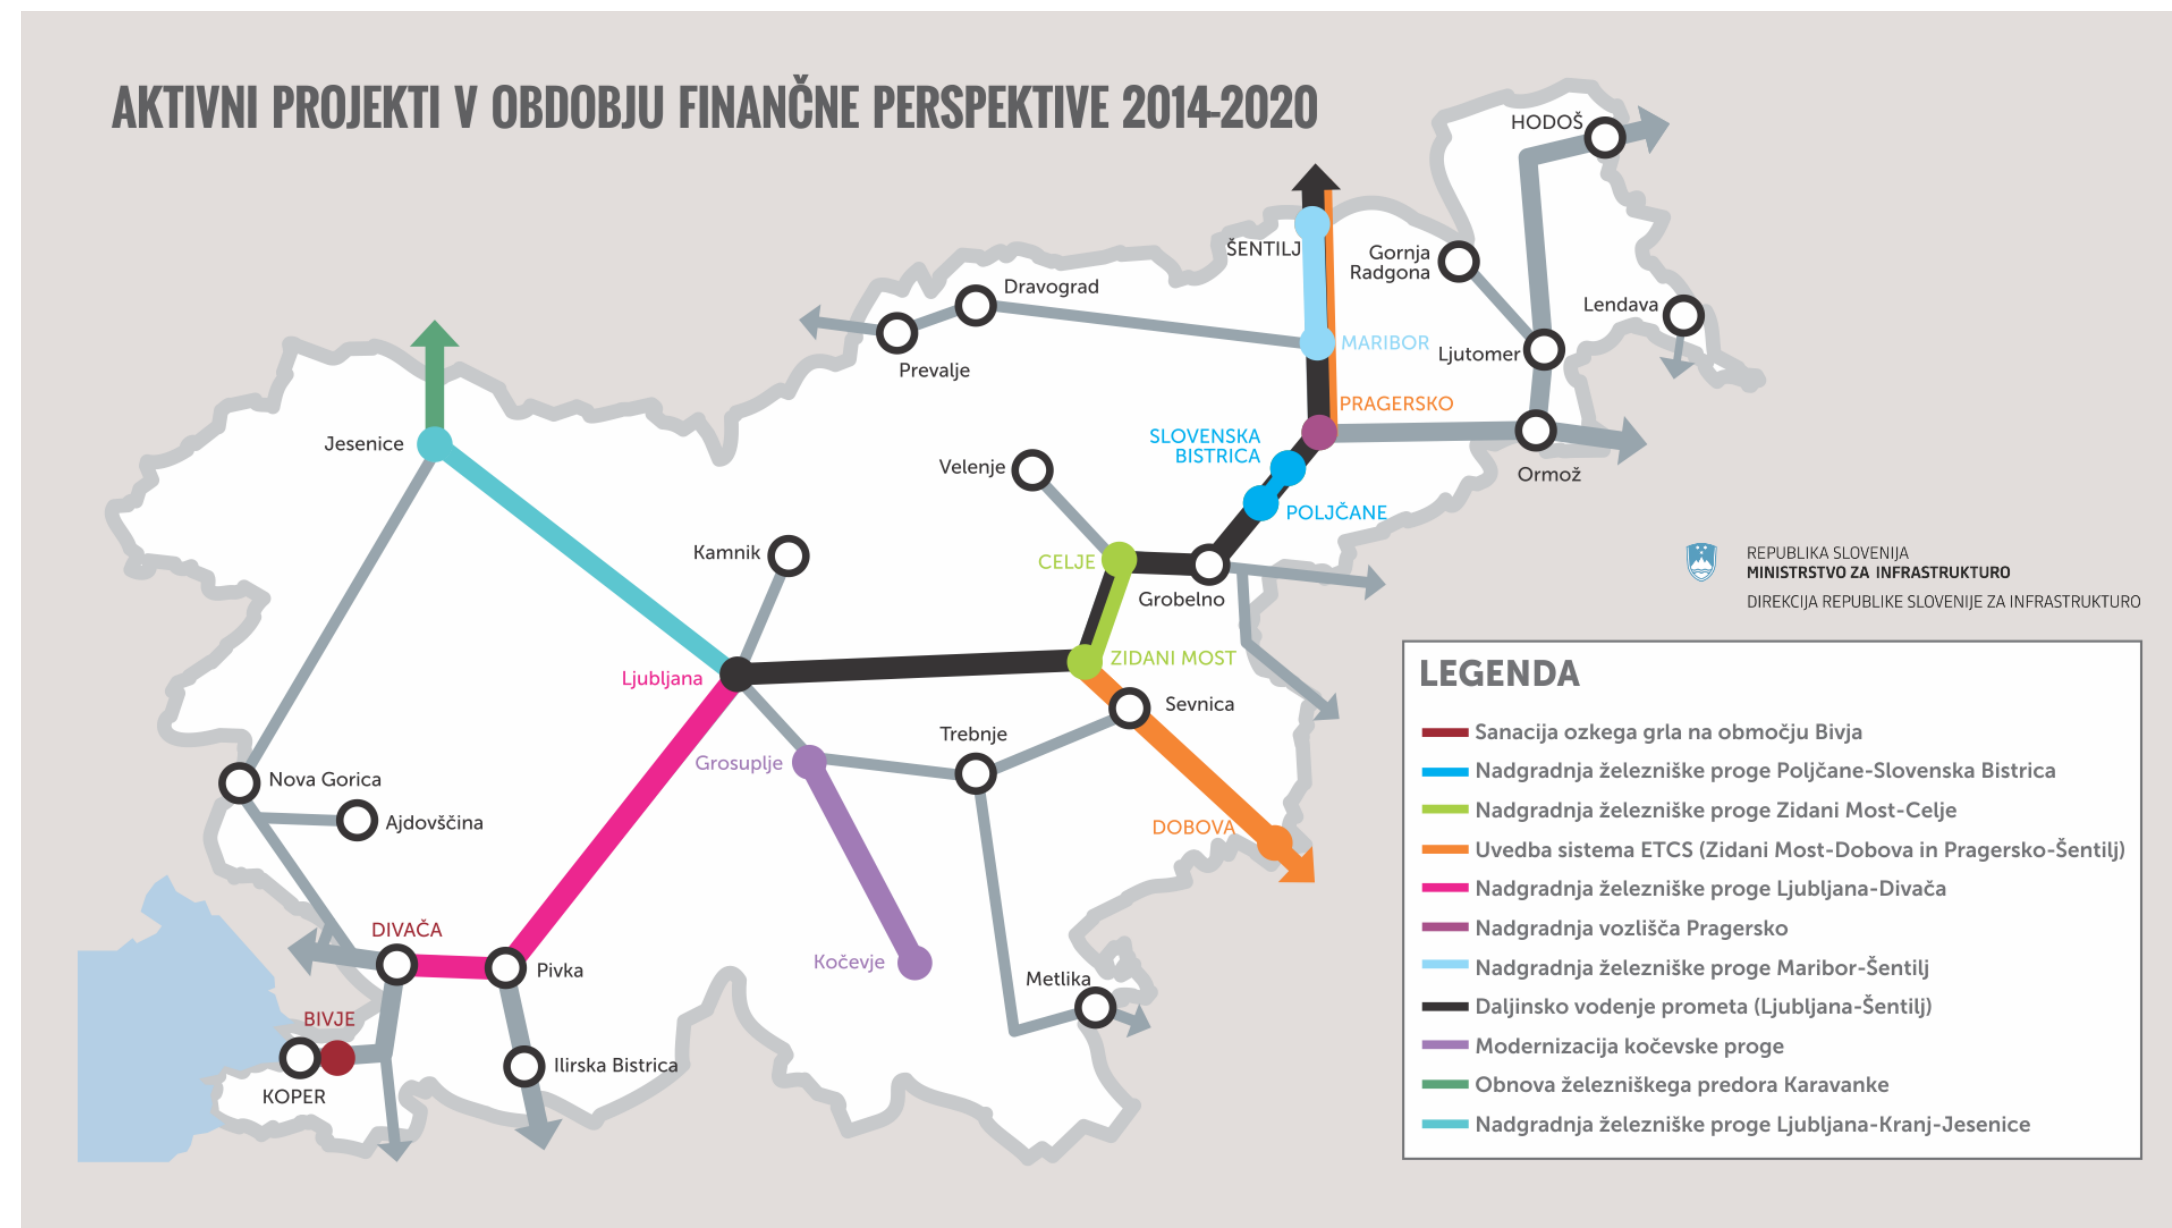 AKTIVNI PROJEKTI V OBDOBJU FINANČNE PERSPEKTIVE 2014-2020
HODOŠ
ŠENTILJ
Gornja
Radgona
Dravograd
Lendava
Prevalje
MARIBOR
Ljutomer
PRAGERSKO
Jesenice
SLOVENSKA
BISTRICA
Velenje
Ormož
POLJČANE
Kamnik
CELJE
Grobelno
REPUBLIKA SLOVENIJA
MINISTRSTVO ZA INFRASTRUKTURO
DIREKCIJA REPUBLIKE SLOVENIJE ZA INFRASTRUKTURO
Ljubljana
ZIDANI MOST
Sevnica
Trebnje
Grosuplje
Nova Gorica
Ajdovščina
DOBOVA
DIVAČA
Pivka
Kočevje
Metlika
BIVJE
KOPER
Ilirska Bistrica
LEGENDA
Sanacija ozkega grla na območju Bivja
Nadgradnja železniške proge Poljčane-Slovenska Bistrica
Nadgradnja železniške proge Zidani Most-Celje
Uvedba sistema ETCS (Zidani Most-Dobova in Pragersko-Šentilj)
Nadgradnja železniške proge Ljubljana-Divača
Nadgradnja vozlišča Pragersko
Nadgradnja železniške proge Maribor-Šentilj
Daljinsko vodenje prometa (Ljubljana-Šentilj)
Modernizacija kočevske proge
Obnova železniškega predora Karavanke
Nadgradnja železniške proge Ljubljana-Kranj-Jesenice